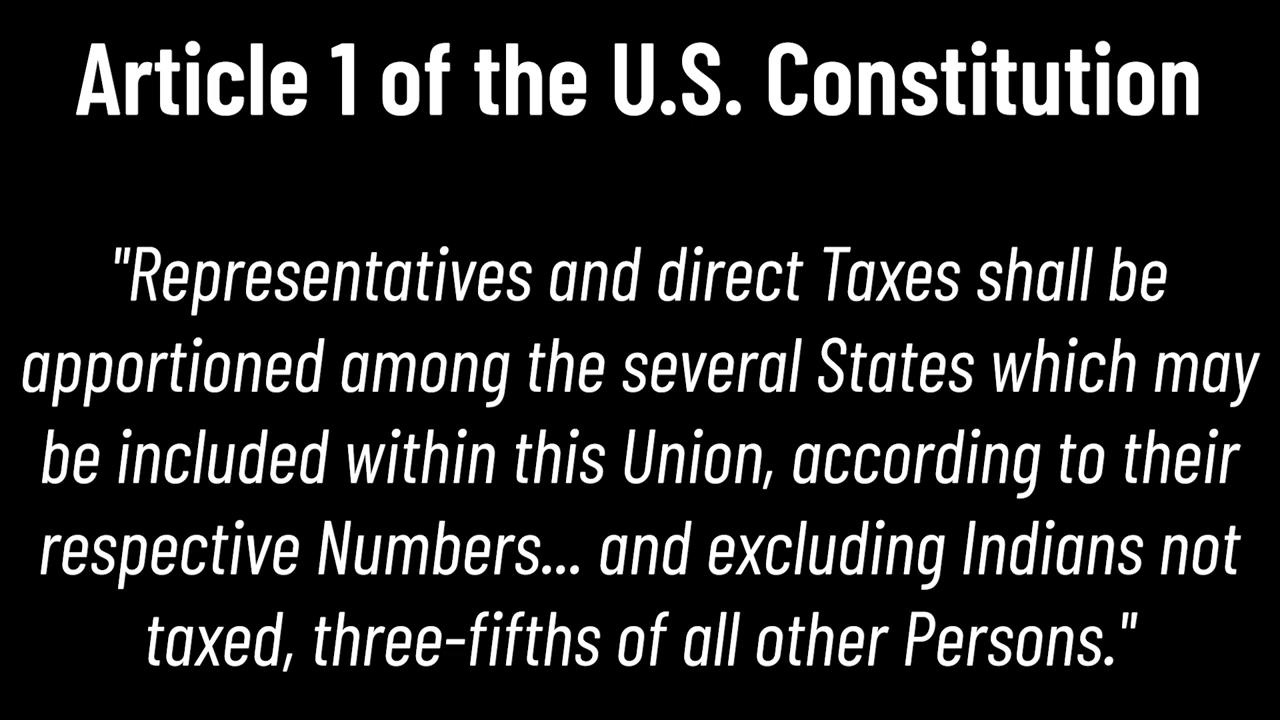 Article 1 of the U.S. Constitution
"Representatives and direct Taxes shall be
apportioned among the several States which may
be included within this Union, according to their
respective Numbers... and excluding Indians not
taxed, three-fifths of all other Persons."